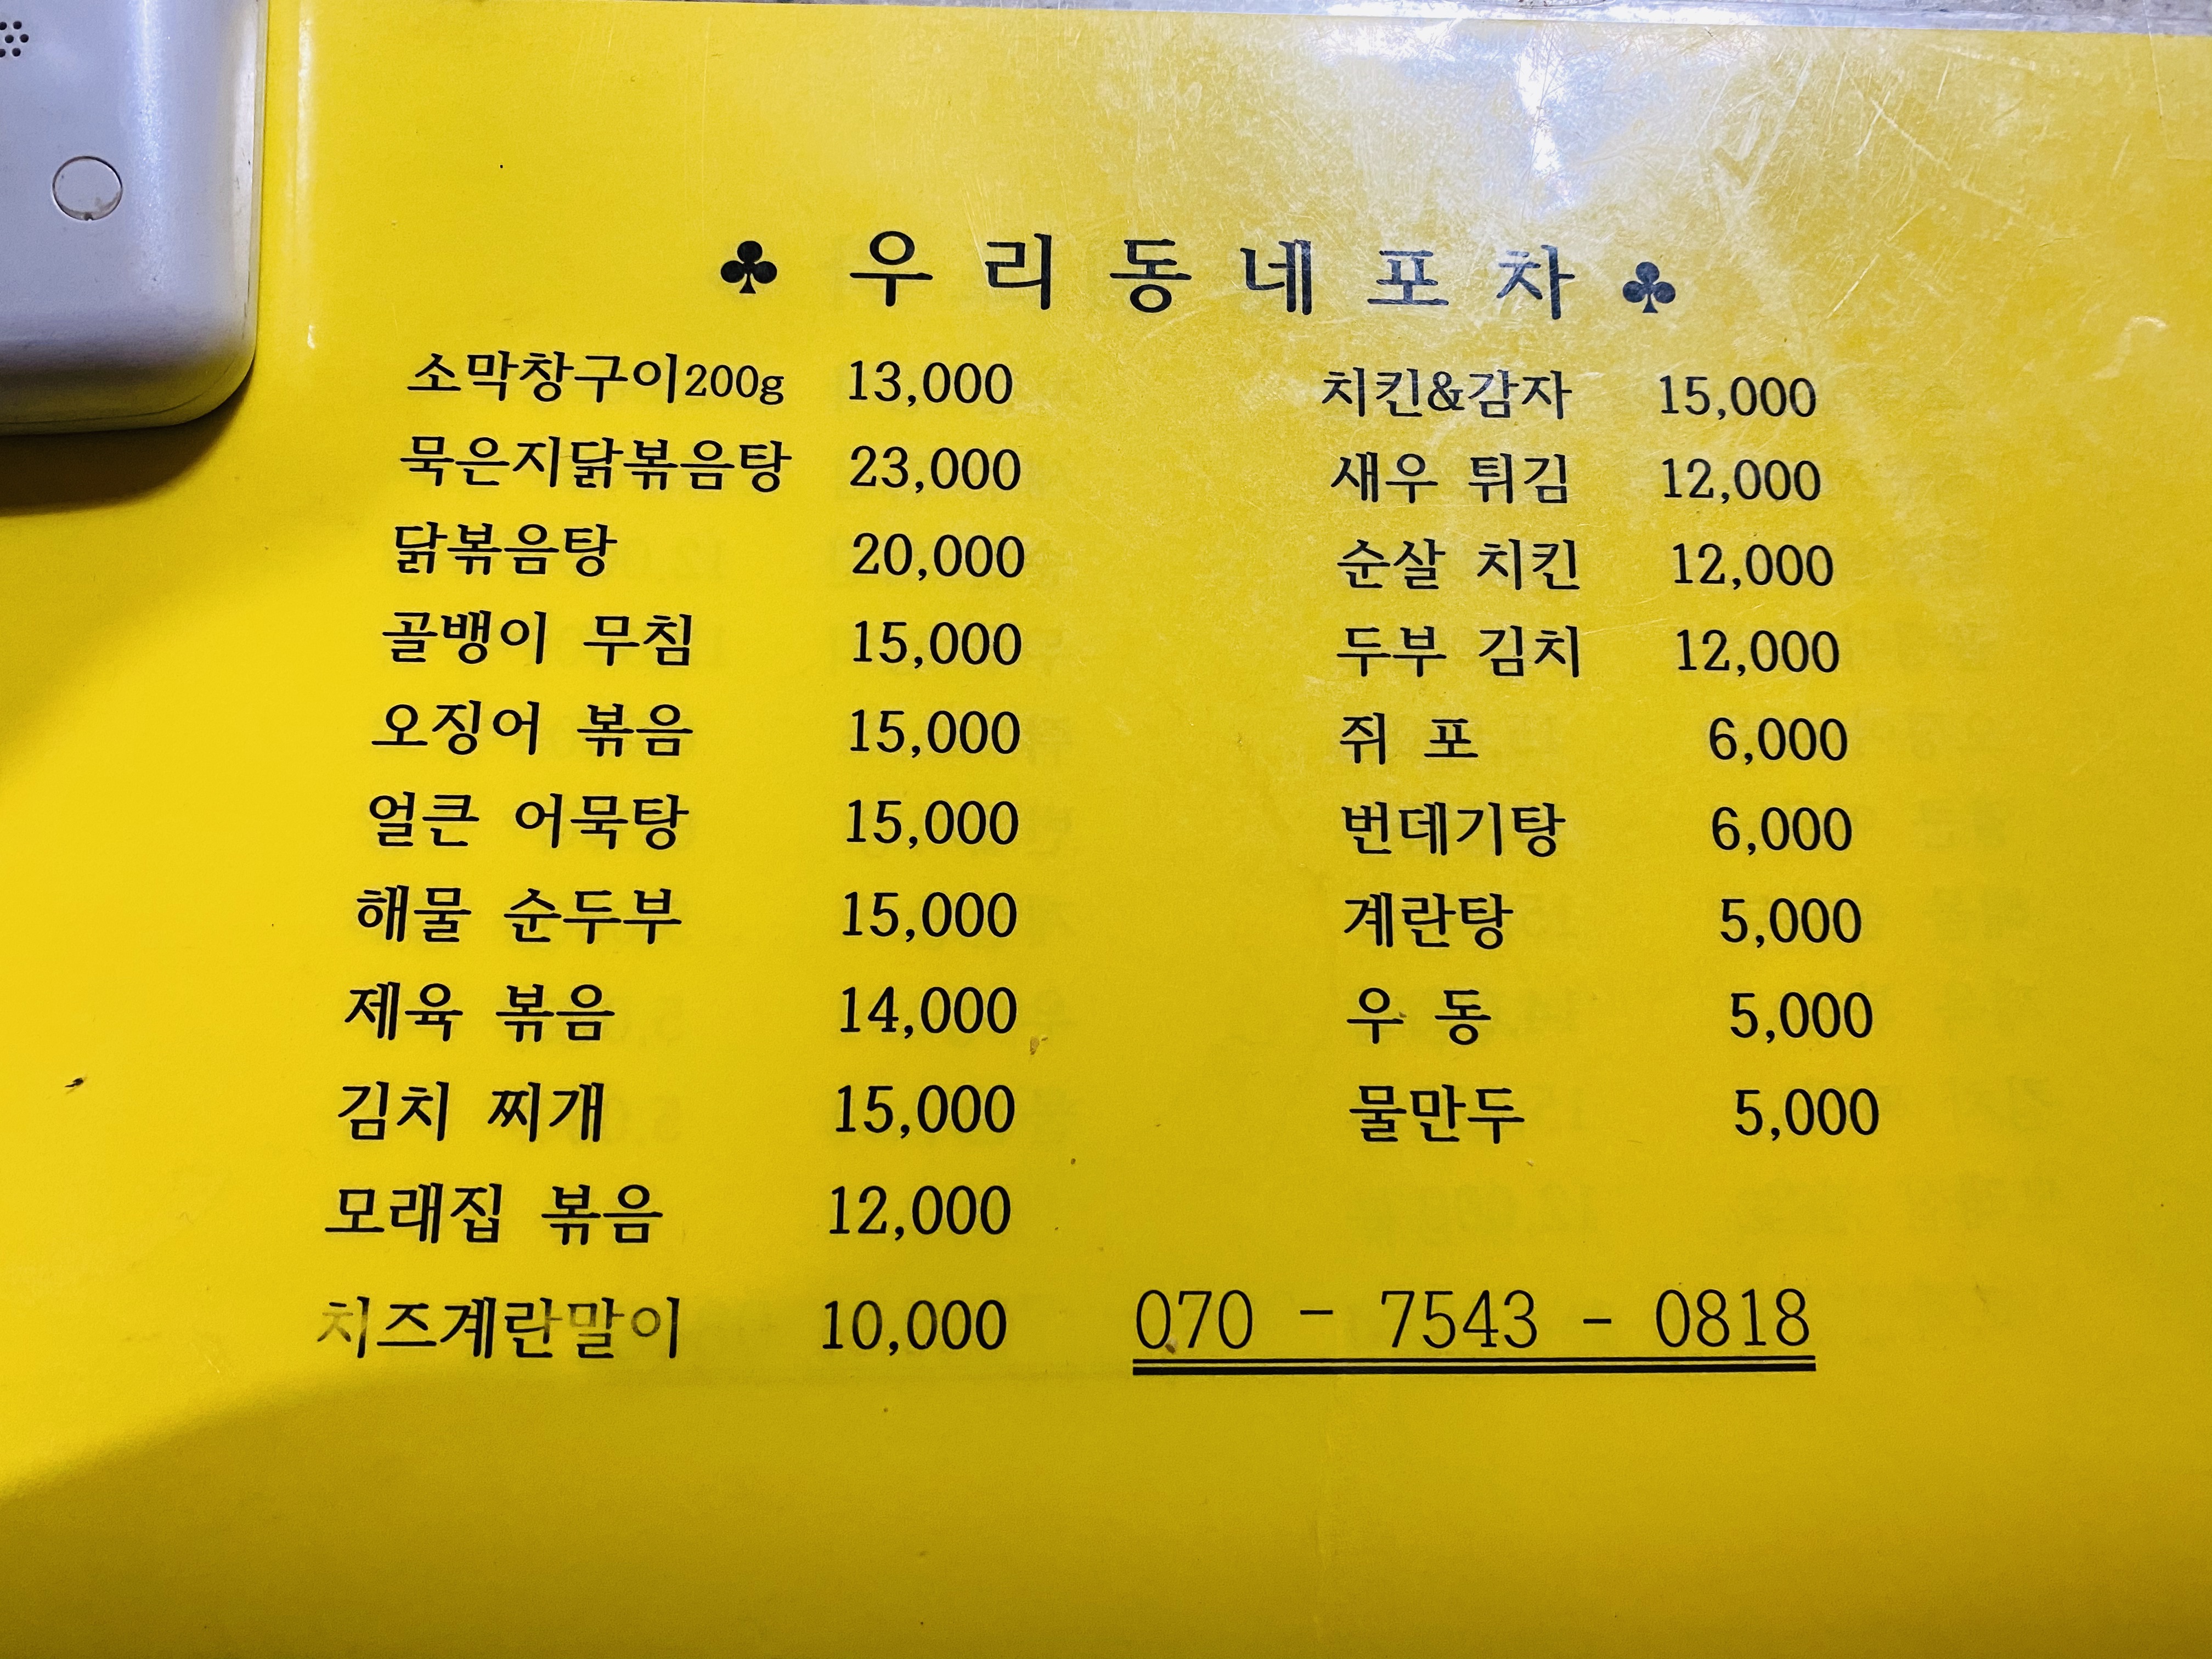 ♣ 우 리 동 네 포 차 ♣
소막창구이200g 13,000
묵은지닭볶음탕 23,000
닭볶음탕 20,000
골뱅이 무침 15,000
오징어 볶음 15,000
얼큰 어묵탕 15,000
해물 순두부 15,000
제육 볶음 14,000
김치 찌개 15,000
모래집 볶음 12,000
치즈계란말이 10,000
치킨&감자 15,000
새우 튀김 12,000
순살 치킨 12,000
두부 김치 12,000
쥐 포 6,000
번데기탕 6,000
계란탕 5,000
우 동 5,000
물만두 5,000
070 - 7543 - 0818